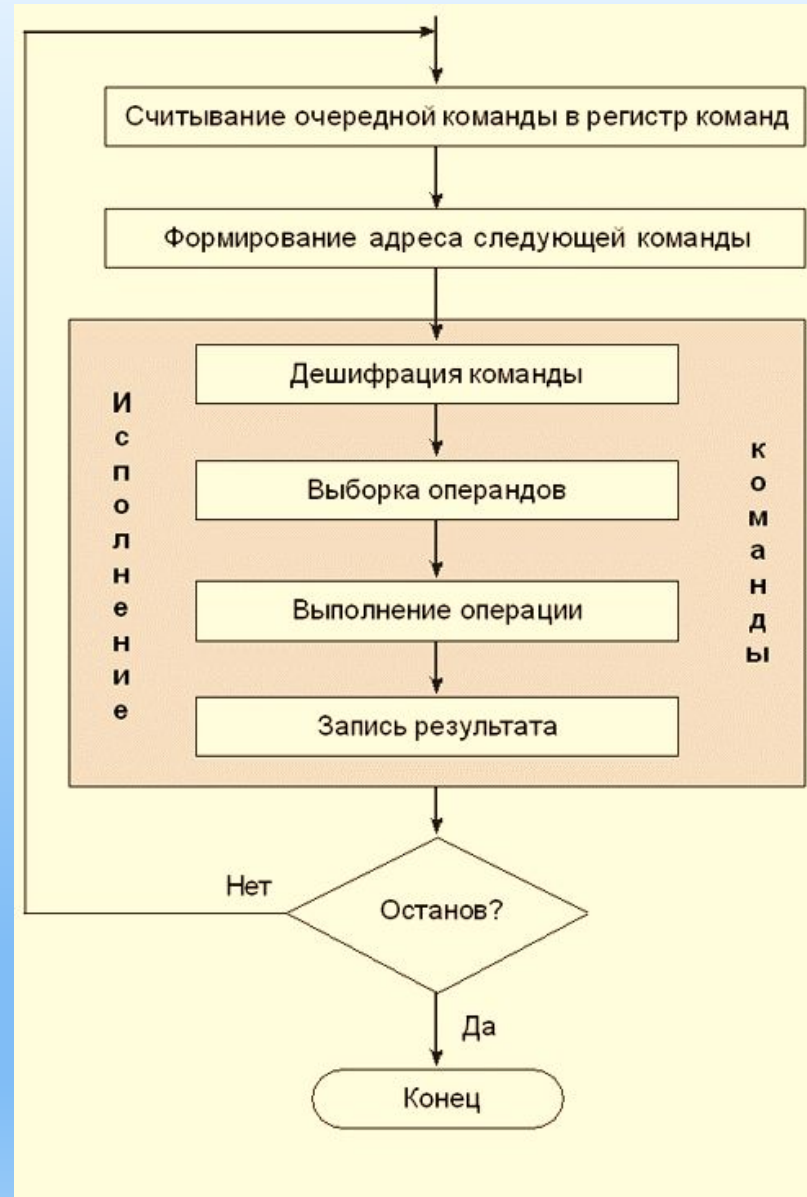 Считывание очередной команды в регистр команд
Формирование адреса следующей команды
Исполнение
команды
Дешифрация команды
Выборка операндов
Выполнение операции
Запись результата
Останов?
Нет
Да
Конец